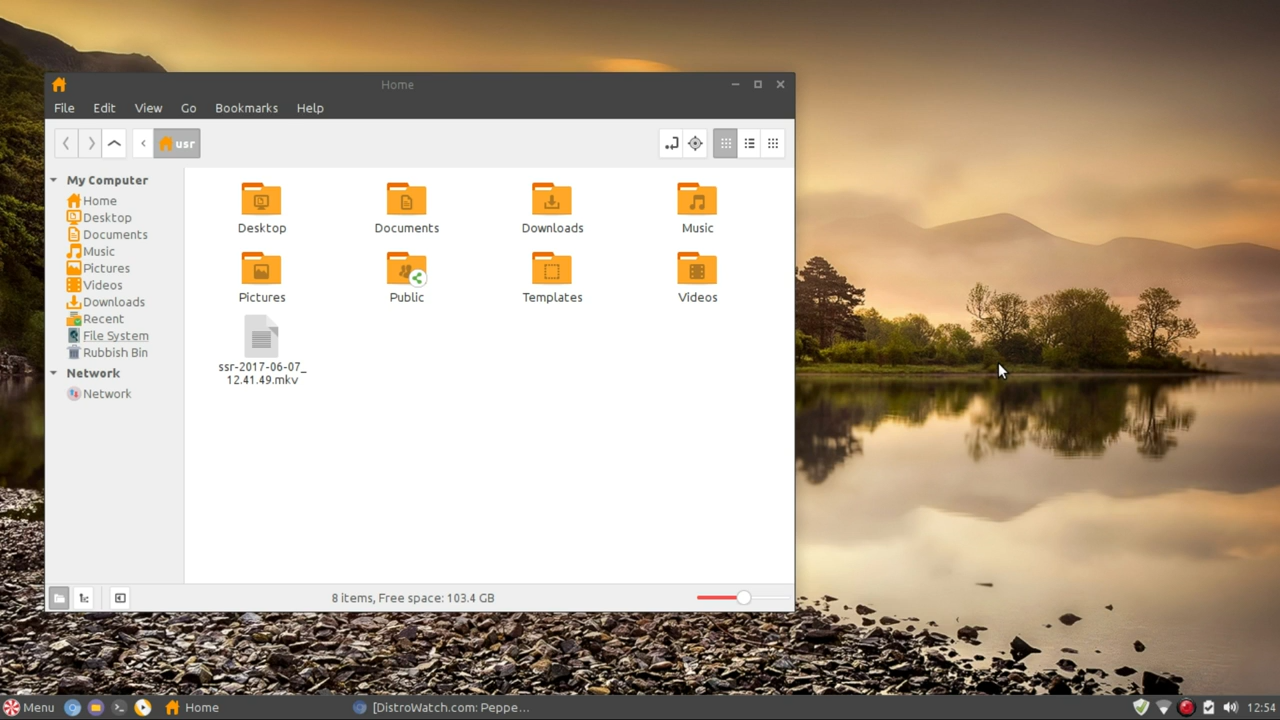 Home
File Edit View Go Bookmarks Help
usr
My Computer
Home
Desktop
Documents
Music
Pictures
Videos
Downloads
Recent
File System
Rubbish Bin
Network
Network
Desktop Documents Downloads Music
Pictures Public Templates Videos
ssr-2017-06-07_
12.41.49.mkv
8 items, Free space: 103.4 GB
Menu Home [DistroWatch.com: Peppe... 12:54